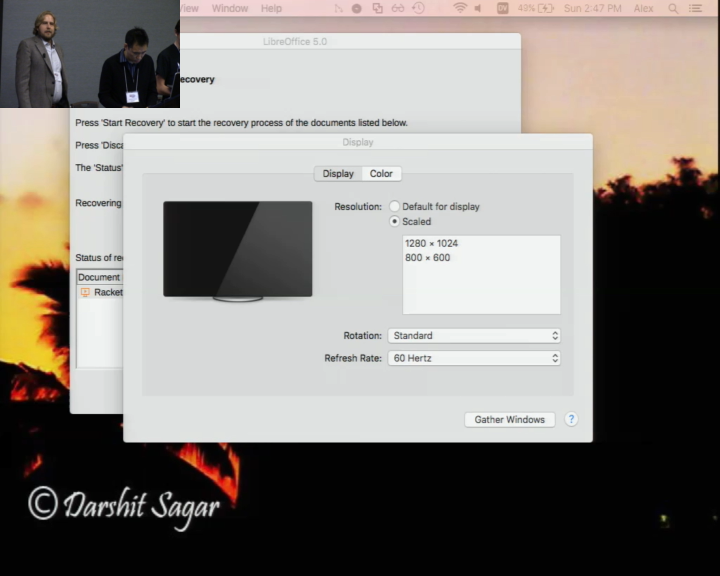 View Window Help DV 42% Sun 2:47 PM Alex
LibreOffice 5.0
ecovery
Press 'Start Recovery' to start the recovery process of the documents listed below.
Press 'Disca
The 'Status'
Recovering
Status of re
Document
Racket
Display
Display Color
Resolution: Default for display
Scaled
1280 × 1024
800 × 600
Rotation: Standard
Refresh Rate: 60 Hertz
Gather Windows ?
© Darshit Sagar